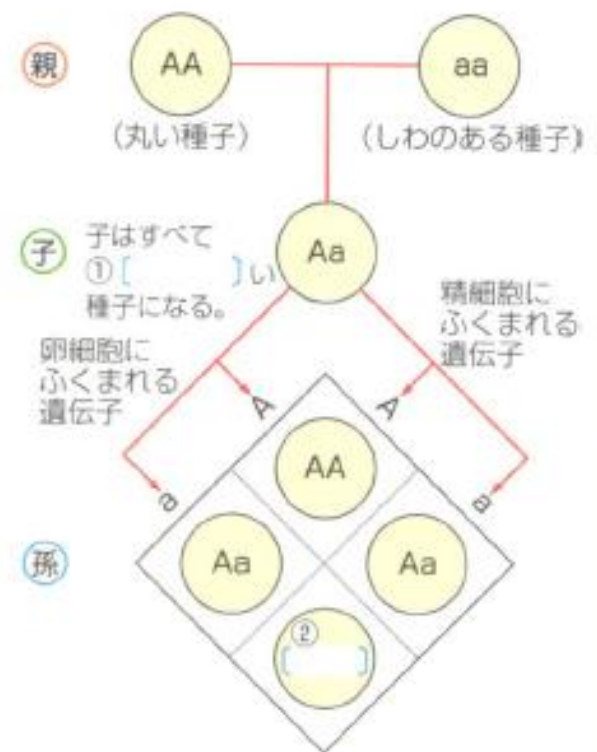 親
AA
aa
(丸い種子)
(しわのある種子)
子
子はすべて
①[ ]い
種子になる。
Aa
卵細胞に
ふくまれる
遺伝子
精細胞に
ふくまれる
遺伝子
A
A
a
a
AA
孫
Aa
Aa
②
[ ]